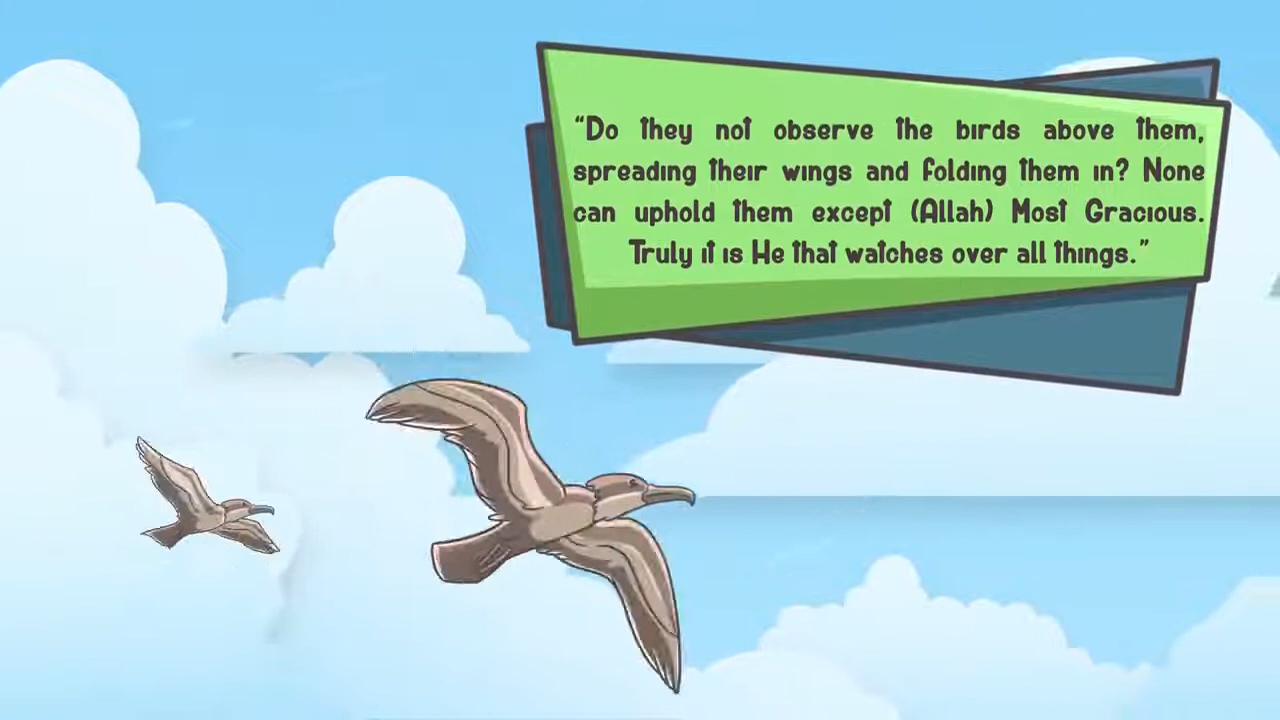 “Do they not observe the birds above them,
spreading their wings and folding them in? None
can uphold them except (Allah) Most Gracious.
Truly it is He that watches over all things.”